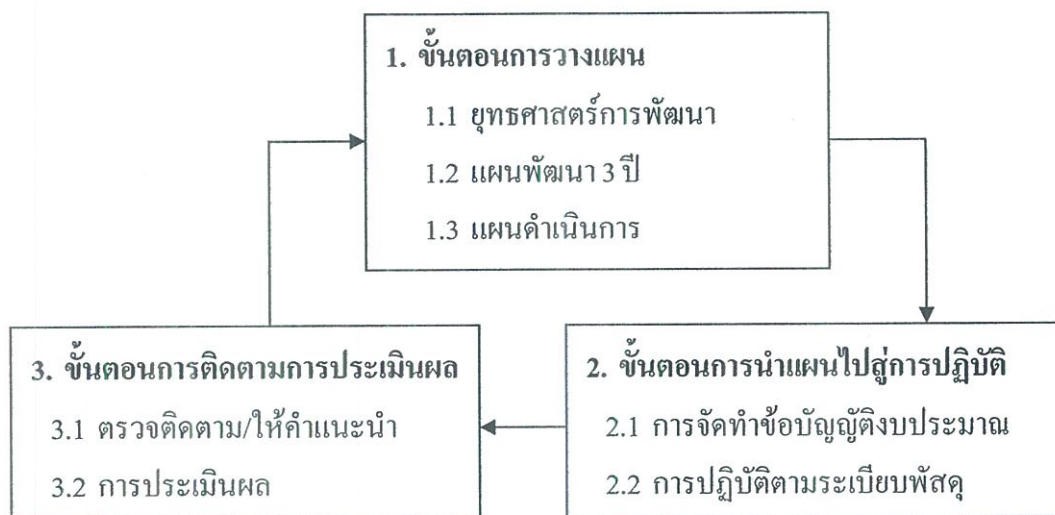 1. ขั้นตอนการวางแผน
1.1 ยุทธศาสตร์การพัฒนา
1.2 แผนพัฒนา 3 ปี
1.3 แผนดำเนินการ
2. ขั้นตอนการนำแผนไปสู่การปฏิบัติ
2.1 การจัดทำข้อบัญญัติงบประมาณ
2.2 การปฏิบัติตามระเบียบพัสดุ
3. ขั้นตอนการติดตามการประเมินผล
3.1 ตรวจติดตาม/ให้คำแนะนำ
3.2 การประเมินผล